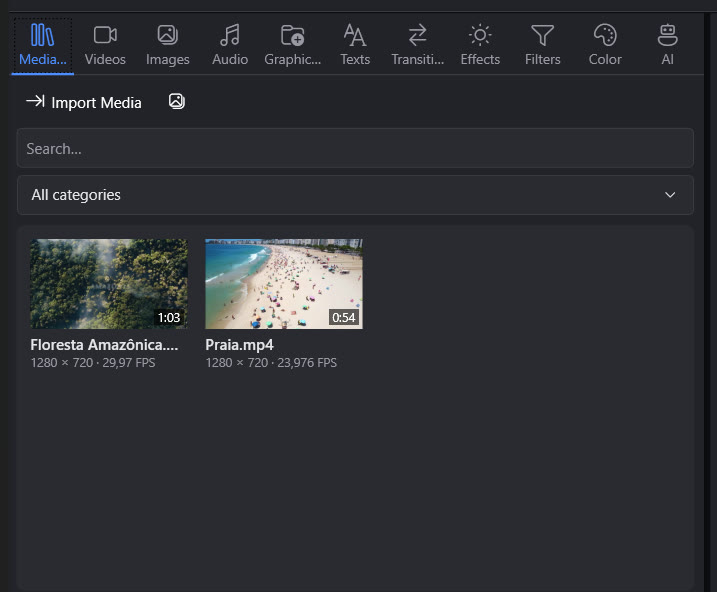 Media... Videos Images Audio Graphic... Texts Transiti... Effects Filters Color AI
Import Media
Search...
All categories
1:03 0:54
Floresta Amazônica.... Praia.mp4
1280 × 720 · 29,97 FPS 1280 × 720 · 23,976 FPS